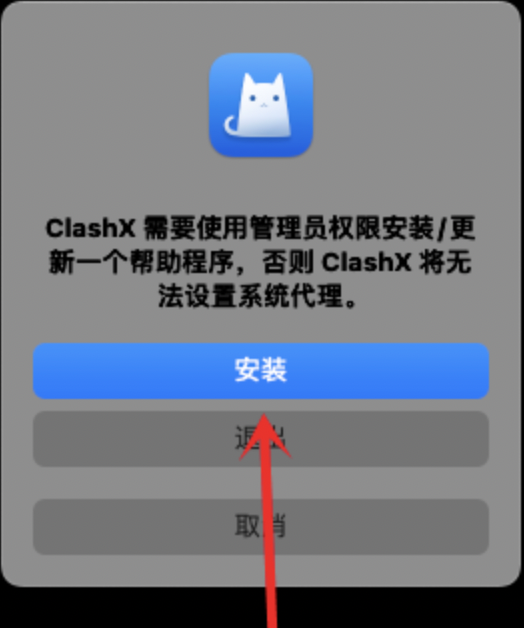 ClashX 需要使用管理员权限安装/更
新一个帮助程序，否则 ClashX 将无
法设置系统代理。
安装
退出
取消